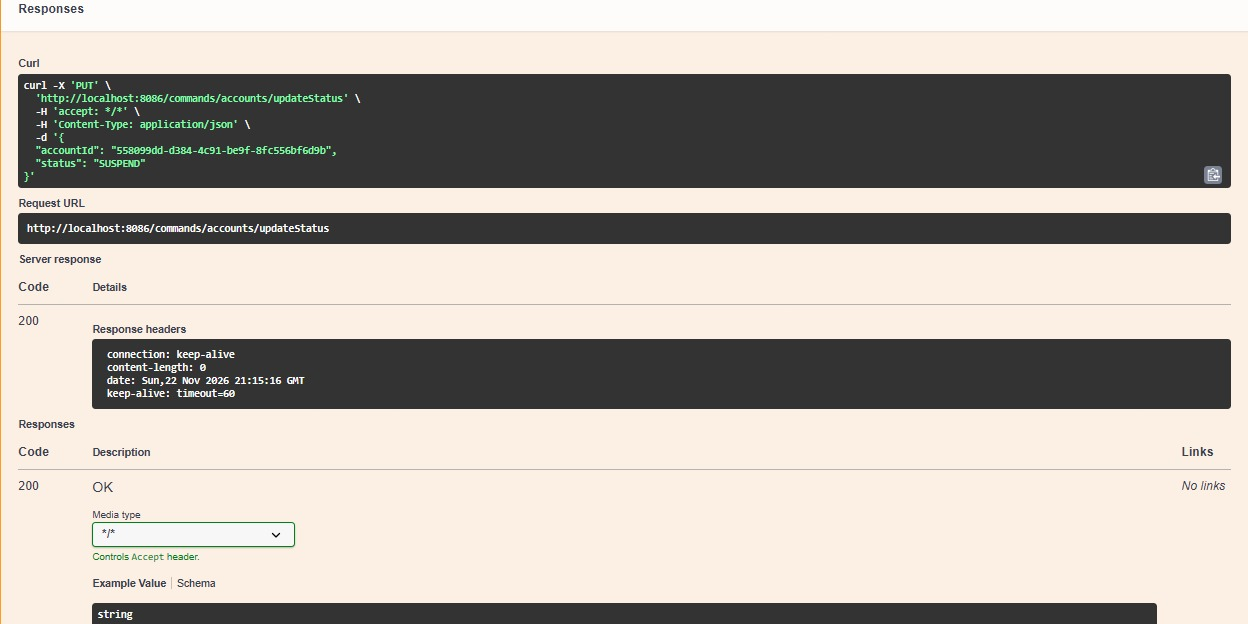 Responses
Curl
curl -X 'PUT' \
  'http://localhost:8086/commands/accounts/updateStatus' \
  -H 'accept: */*' \
  -H 'Content-Type: application/json' \
  -d '{
  "accountId": "558099dd-d384-4c91-be9f-8fc556bf6d9b",
  "status": "SUSPEND"
}'
Request URL
http://localhost:8086/commands/accounts/updateStatus
Server response
Code Details
200
Response headers
connection: keep-alive
content-length: 0
date: Sun,22 Nov 2026 21:15:16 GMT
keep-alive: timeout=60
Responses
Code Description Links
200 OK No links
Media type
*/*
Controls Accept header.
Example Value Schema
string